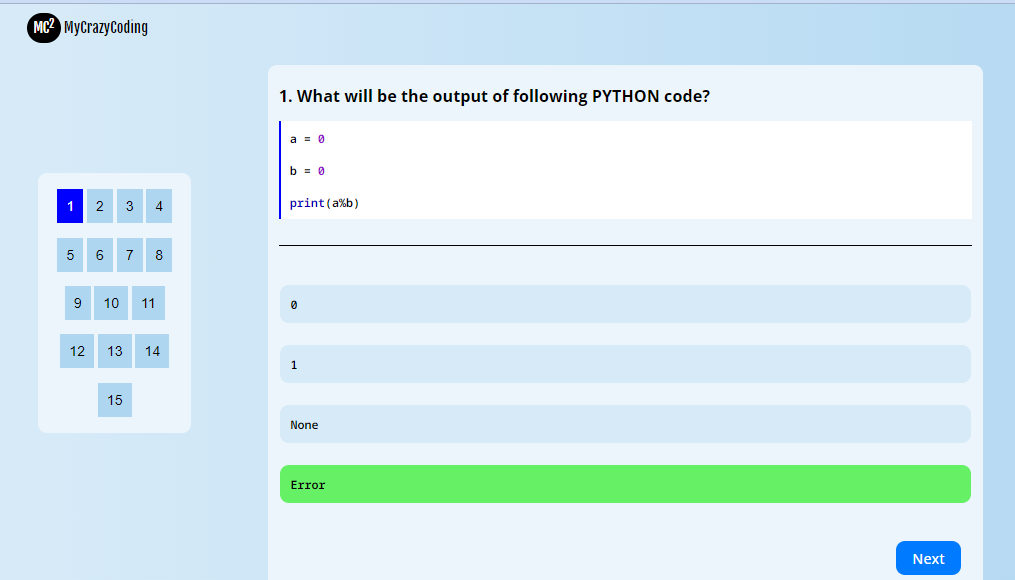 MC2 MyCrazyCoding
1. What will be the output of following PYTHON code?
a = 0
b = 0
print(a%b)
1 2 3 4
5 6 7 8
9 10 11
12 13 14
15
0
1
None
Error
Next